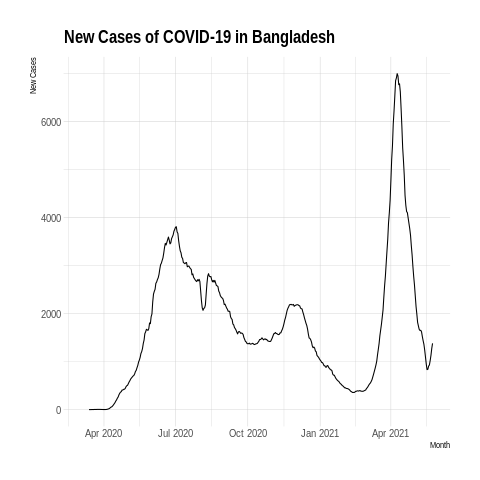 New Cases of COVID-19 in Bangladesh
New Cases
6000
4000
2000
0
Apr 2020 Jul 2020 Oct 2020 Jan 2021 Apr 2021
Month